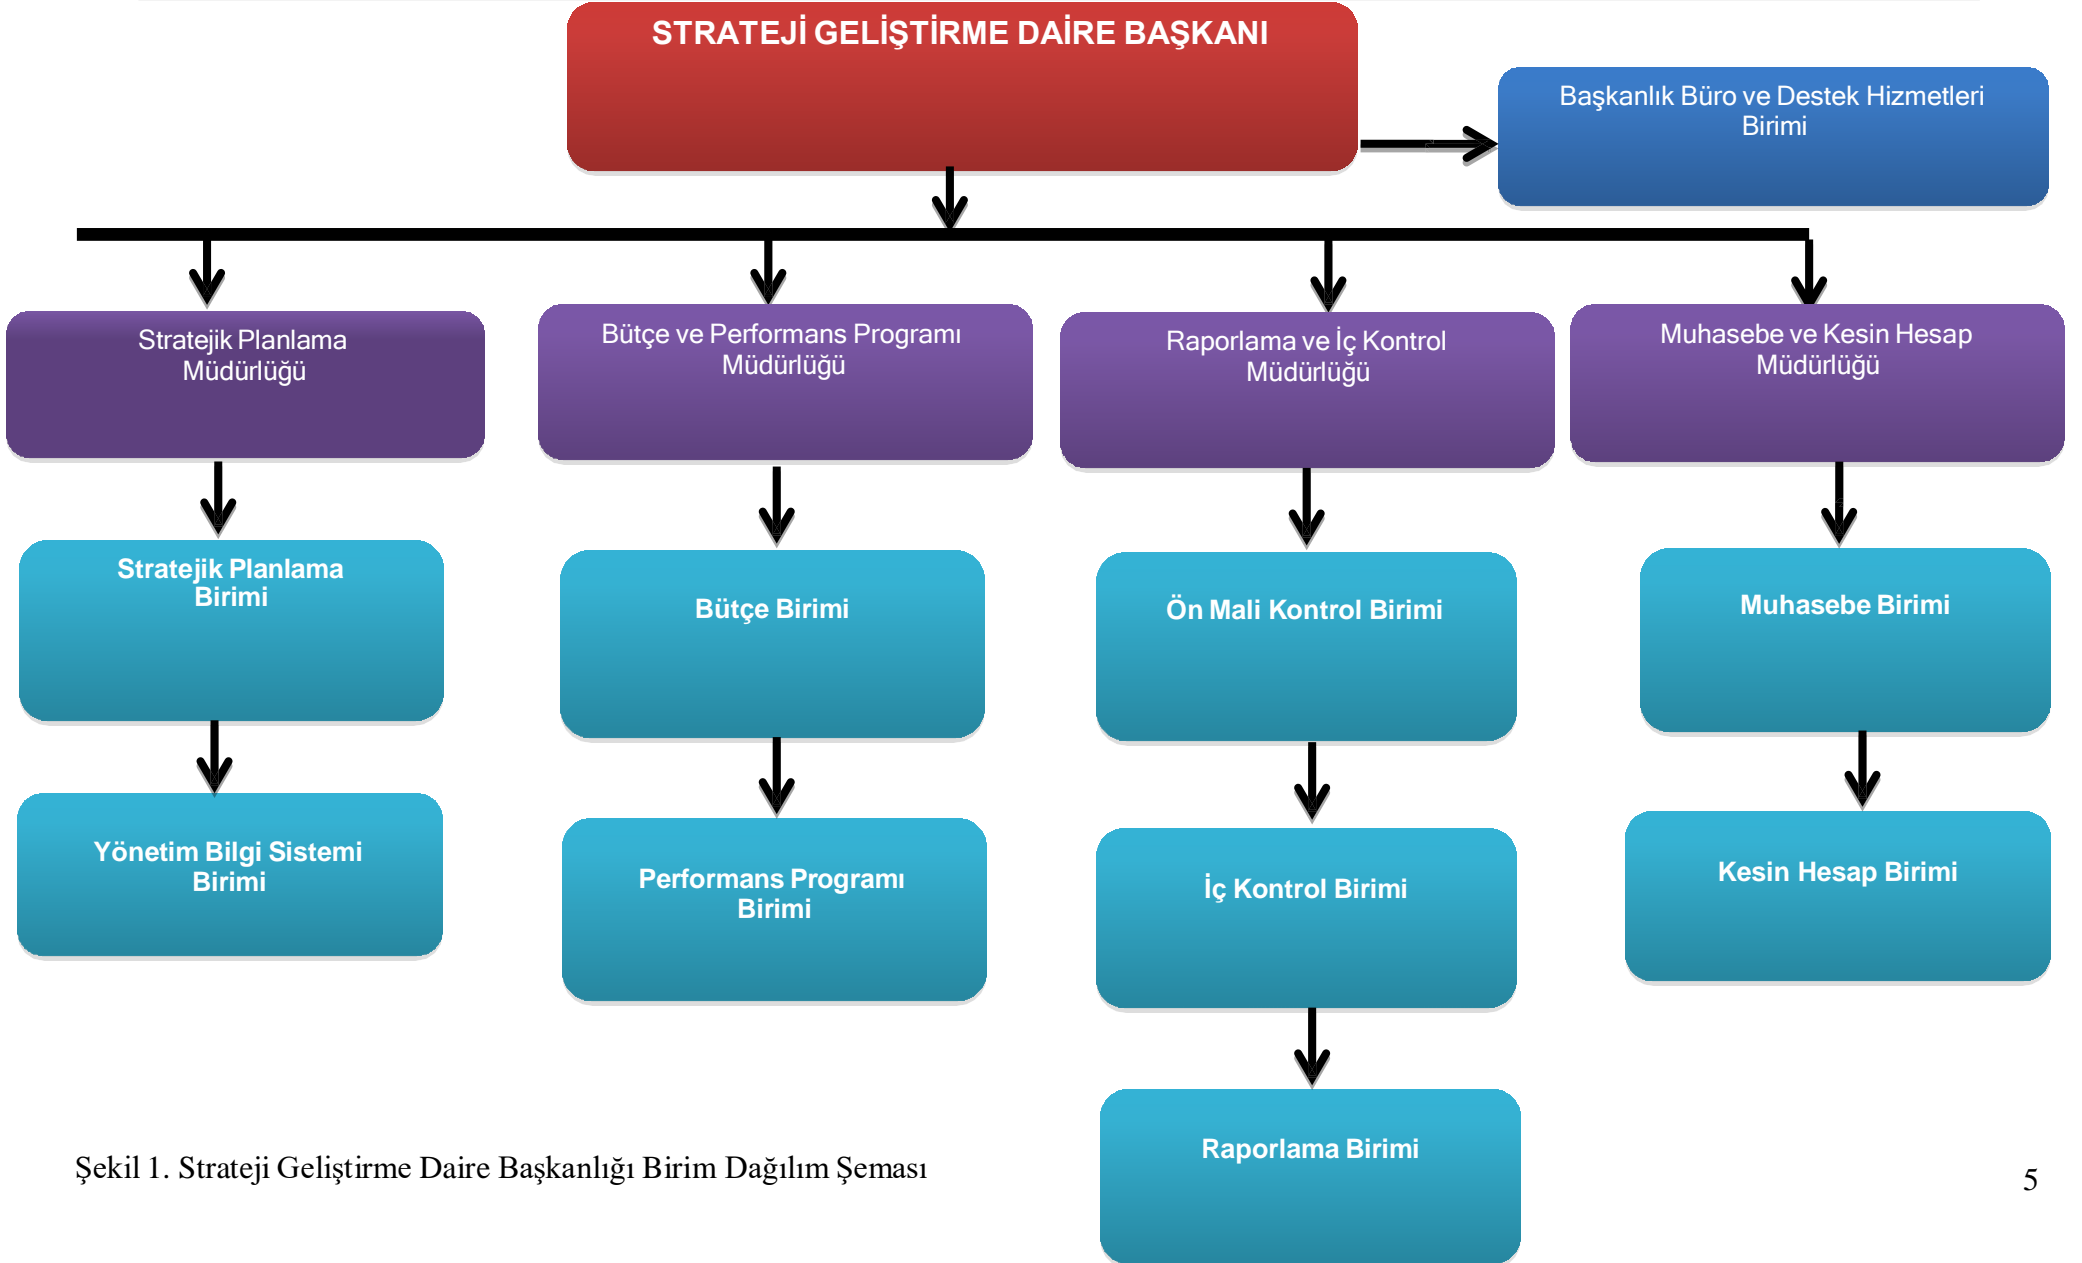 STRATEJİ GELİŞTİRME DAİRE BAŞKANI
Başkanlık Büro ve Destek Hizmetleri
Birimi
Stratejik Planlama
Müdürlüğü
Bütçe ve Performans Programı
Müdürlüğü
Raporlama ve İç Kontrol
Müdürlüğü
Muhasebe ve Kesin Hesap
Müdürlüğü
Stratejik Planlama
Birimi
Bütçe Birimi
Ön Mali Kontrol Birimi
Muhasebe Birimi
Yönetim Bilgi Sistemi
Birimi
Performans Programı
Birimi
İç Kontrol Birimi
Kesin Hesap Birimi
Raporlama Birimi
Şekil 1. Strateji Geliştirme Daire Başkanlığı Birim Dağılım Şeması
5